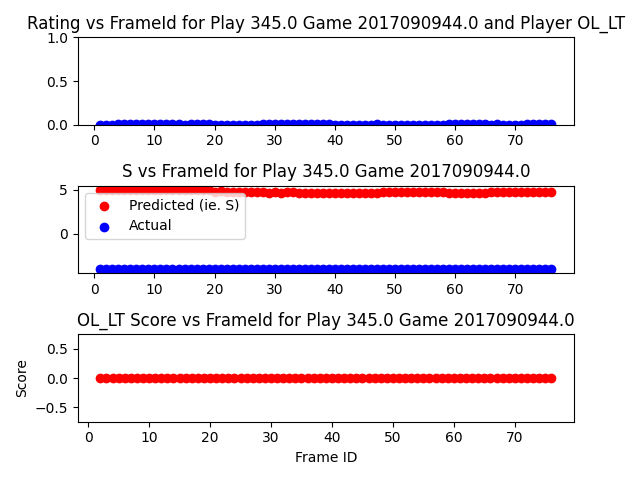 Rating vs FrameId for Play 345.0 Game 2017090944.0 and Player OL_LT
1.0
0.5
0.0
0 10 20 30 40 50 60 70
S vs FrameId for Play 345.0 Game 2017090944.0
5
0
Predicted (ie. S)
Actual
0 10 20 30 40 50 60 70
OL_LT Score vs FrameId for Play 345.0 Game 2017090944.0
Score
0.5
0.0
−0.5
0 10 20 30 40 50 60 70
Frame ID